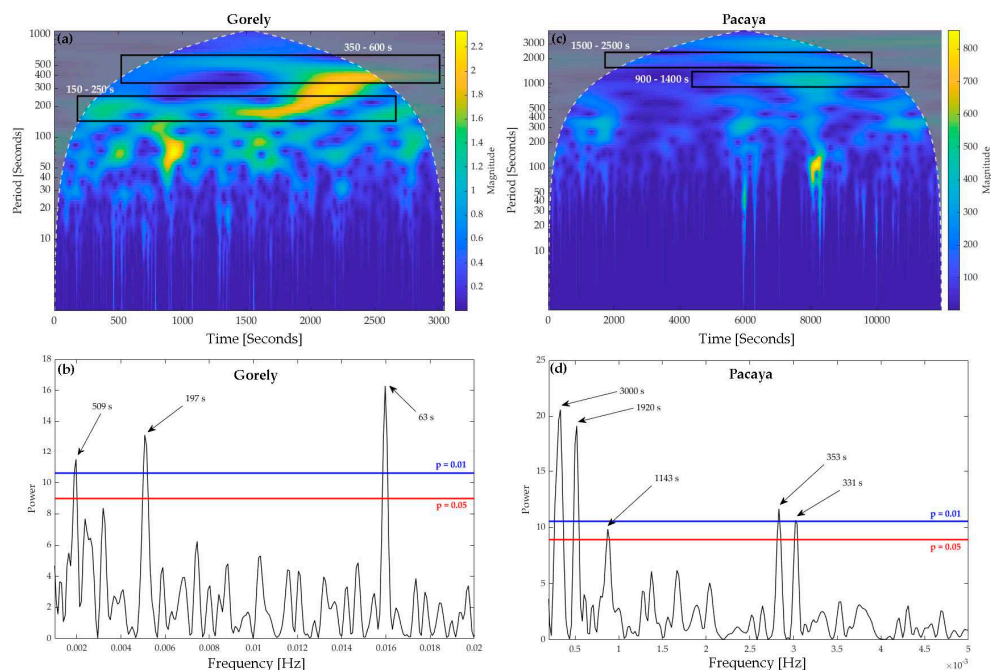 Gorely
Pacaya
(a)
350 - 600 s
150 - 250 s
1000
500
400
300
200
100
50
40
30
20
10
Period [Seconds]
0
500
1000
1500
2000
2500
3000
Time [Seconds]
2.2
2
1.8
1.6
1.4
1.2
1
0.8
0.6
0.4
0.2
Magnitude
(c)
1500 - 2500 s
900 - 1400 s
3000
2000
1000
500
400
300
200
100
50
40
30
20
10
Period [Seconds]
0
2000
4000
6000
8000
10000
Time [Seconds]
800
700
600
500
400
300
200
100
Magnitude
(b)
Gorely
509 s
197 s
63 s
p = 0.01
p = 0.05
18
16
14
12
10
8
6
4
2
0
Power
0.002
0.004
0.006
0.008
0.01
0.012
0.014
0.016
0.018
0.02
Frequency [Hz]
(d)
Pacaya
3000 s
1920 s
1143 s
353 s
331 s
p = 0.01
p = 0.05
25
20
15
10
5
0
Power
0.5
1
1.5
2
2.5
3
3.5
4
4.5
5
×10⁻³
Frequency [Hz]